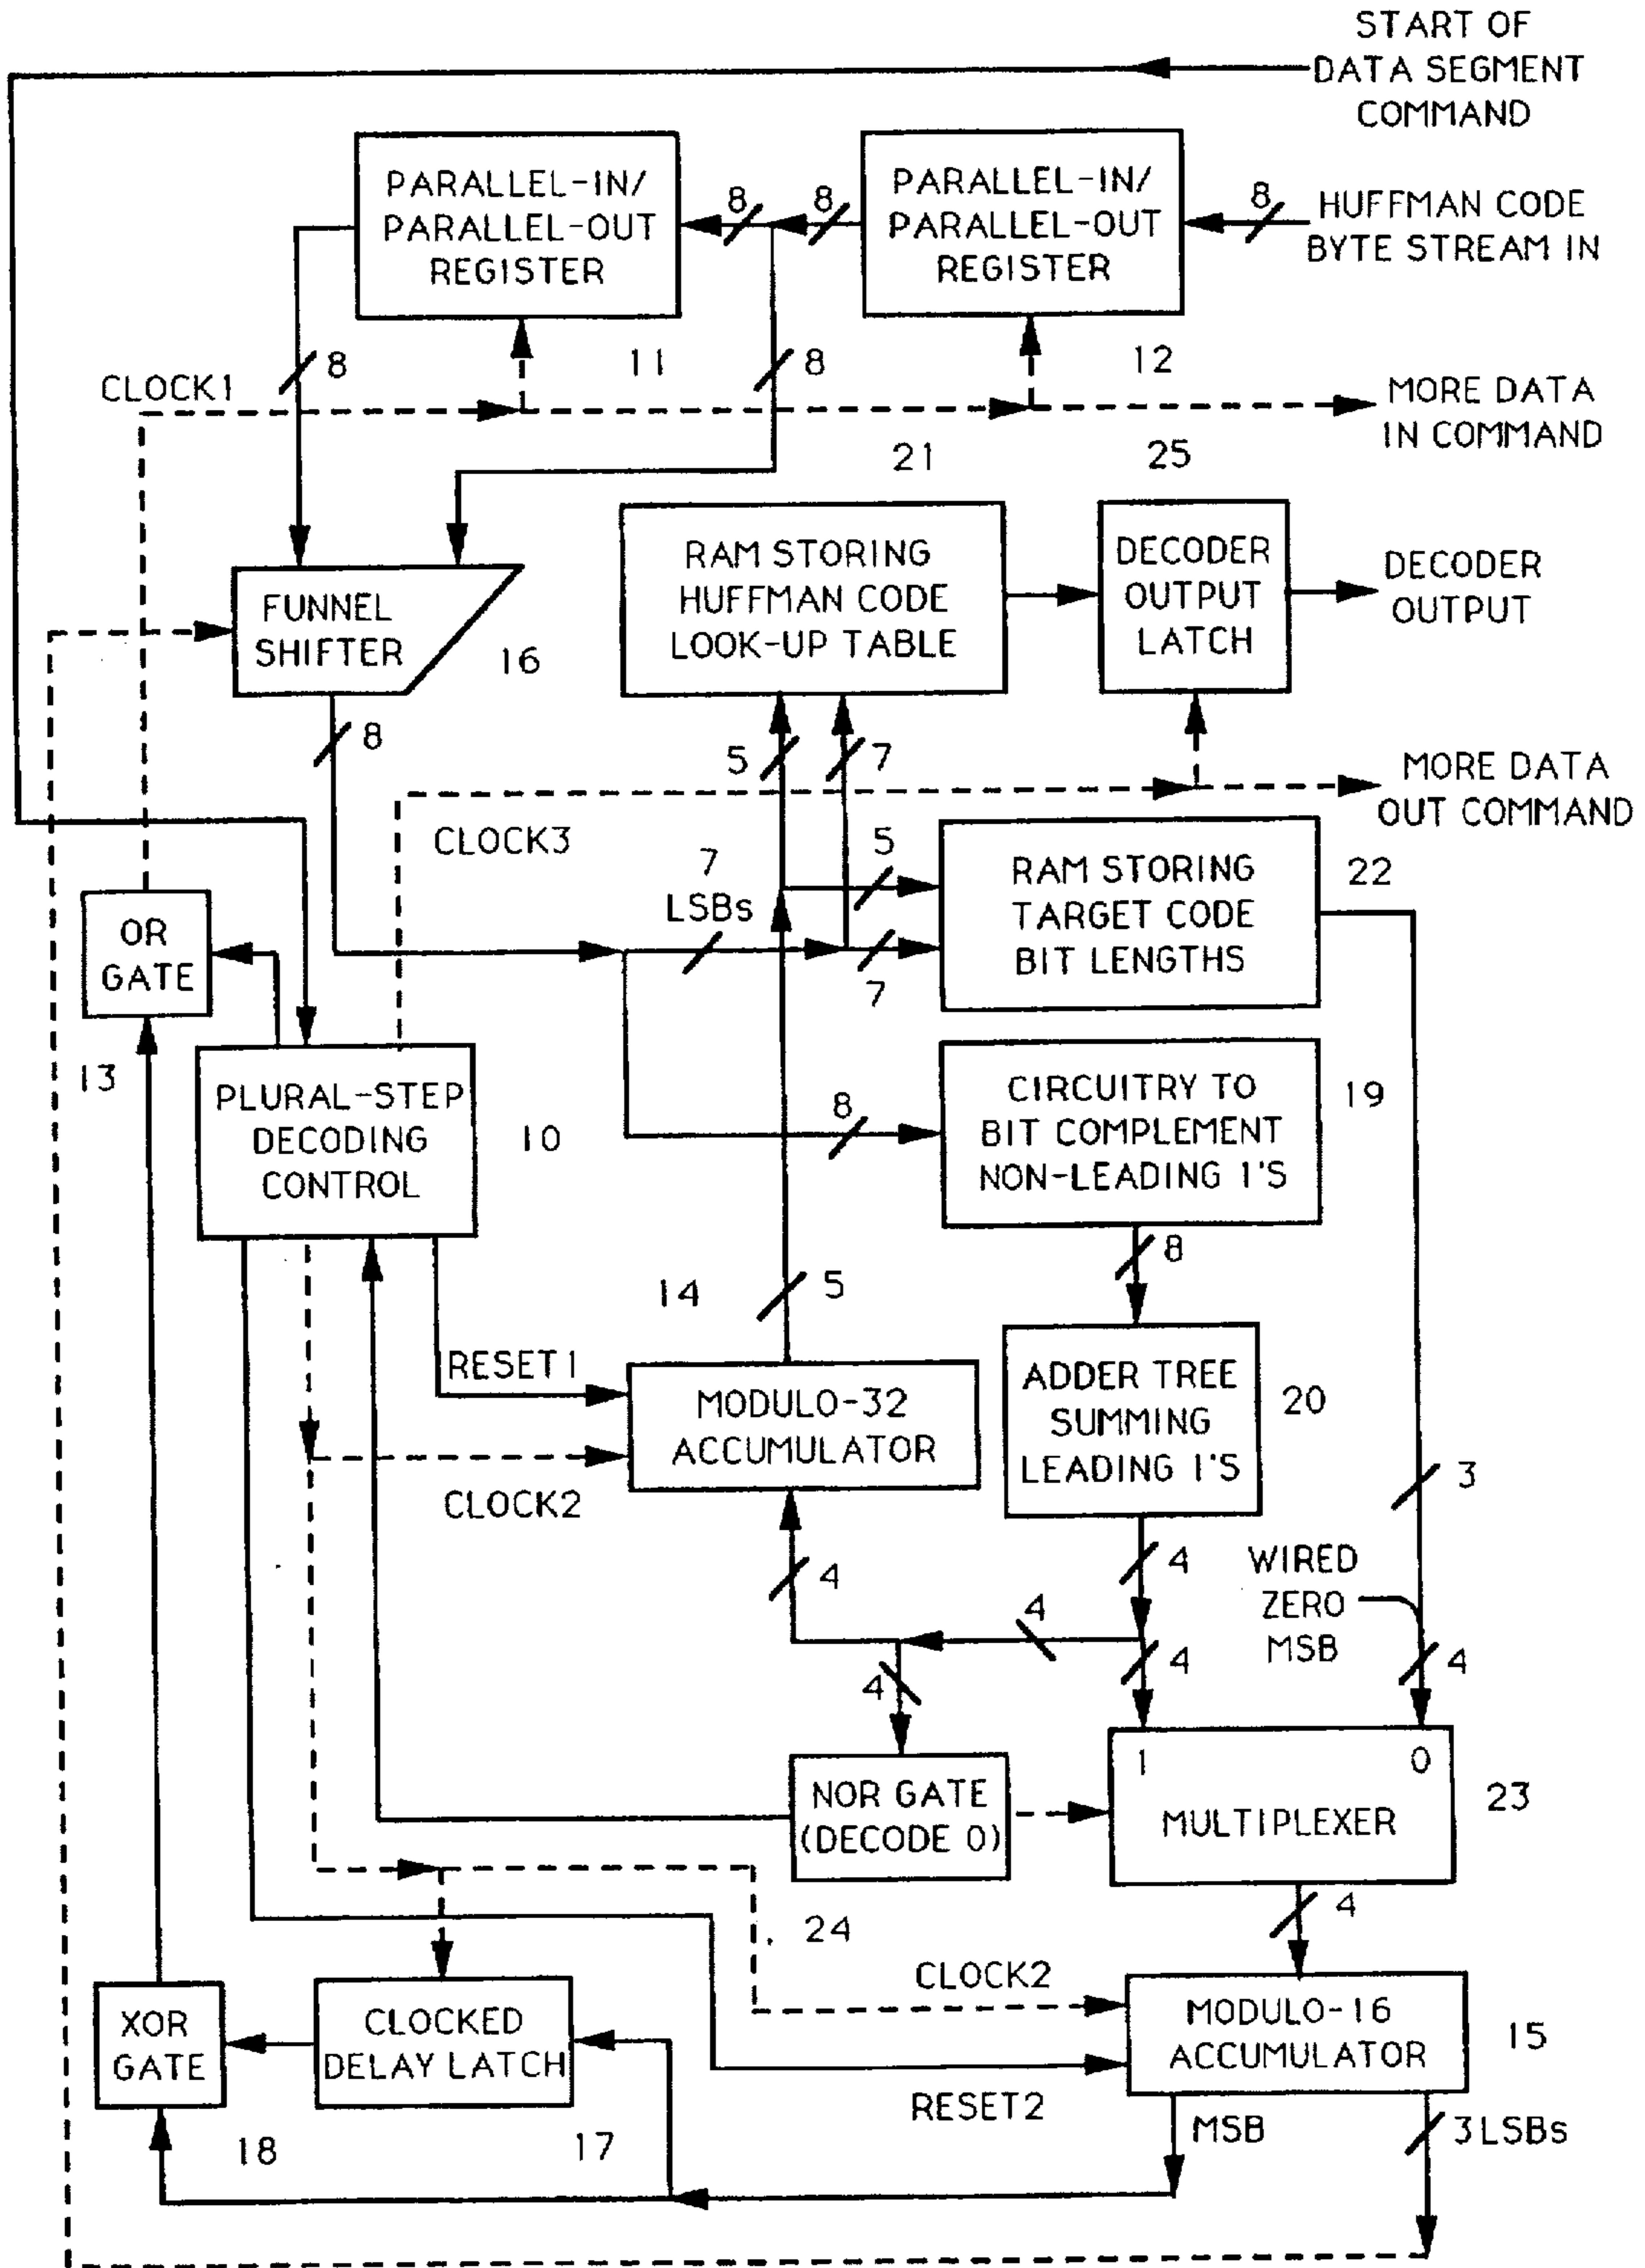 START OF
DATA SEGMENT
COMMAND
PARALLEL-IN/
PARALLEL-OUT
REGISTER
8
8
PARALLEL-IN/
PARALLEL-OUT
REGISTER
8
HUFFMAN CODE
BYTE STREAM IN
8
11
8
12
CLOCK1
MORE DATA
IN COMMAND
21
25
FUNNEL
SHIFTER
16
RAM STORING
HUFFMAN CODE
LOOK-UP TABLE
DECODER
OUTPUT
LATCH
DECODER
OUTPUT
8
5
7
MORE DATA
OUT COMMAND
CLOCK3
7
LSBs
5
7
RAM STORING
TARGET CODE
BIT LENGTHS
22
OR
GATE
13
PLURAL-STEP
DECODING
CONTROL
10
8
CIRCUITRY TO
BIT COMPLEMENT
NON-LEADING 1'S
19
8
14
5
RESET1
MODULO-32
ACCUMULATOR
CLOCK2
ADDER TREE
SUMMING
LEADING 1'S
20
3
4
4
WIRED
ZERO
MSB
4
4
4
4
NOR GATE
(DECODE 0)
1
0
MULTIPLEXER
23
24
4
CLOCK2
XOR
GATE
CLOCKED
DELAY LATCH
MODULO-16
ACCUMULATOR
15
RESET2
MSB
3 LSBs
18
17